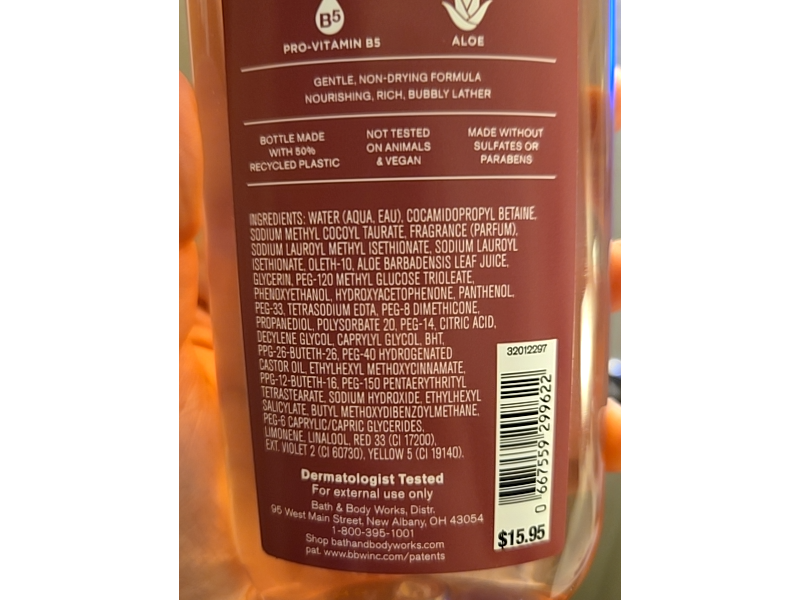 B5
PRO-VITAMIN B5
ALOE
GENTLE, NON-DRYING FORMULA
NOURISHING, RICH, BUBBLY LATHER
BOTTLE MADE
WITH 50%
RECYCLED PLASTIC
NOT TESTED
ON ANIMALS
& VEGAN
MADE WITHOUT
SULFATES OR
PARABENS
INGREDIENTS: WATER (AQUA, EAU), COCAMIDOPROPYL BETAINE,
SODIUM METHYL COCOYL TAURATE, FRAGRANCE (PARFUM),
SODIUM LAUROYL METHYL ISETHIONATE, SODIUM LAUROYL
ISETHIONATE, OLETH-10, ALOE BARBADENSIS LEAF JUICE,
GLYCERIN, PEG-120 METHYL GLUCOSE TRIOLEATE,
PHENOXYETHANOL, HYDROXYACETOPHENONE, PANTHENOL,
PEG-33, TETRASODIUM EDTA, PEG-8 DIMETHICONE,
PROPANEDIOL, POLYSORBATE 20, PEG-14, CITRIC ACID,
DECYLENE GLYCOL, CAPRYLYL GLYCOL, BHT,
PPG-26-BUTETH-26, PEG-40 HYDROGENATED
CASTOR OIL, ETHYLHEXYL METHOXYCINNAMATE,
PPG-12-BUTETH-16, PEG-150 PENTAERYTHRITYL
TETRASTEARATE, SODIUM HYDROXIDE, ETHYLHEXYL
SALICYLATE, BUTYL METHOXYDIBENZOYLMETHANE,
PEG-6 CAPRYLIC/CAPRIC GLYCERIDES,
LIMONENE, LINALOOL, RED 33 (CI 17200),
EXT. VIOLET 2 (CI 60730), YELLOW 5 (CI 19140).
Dermatologist Tested
For external use only
Bath & Body Works, Distr.
95 West Main Street, New Albany, OH 43054
1-800-395-1001
Shop bathandbodyworks.com
pat. www.bbwinc.com/patents
32012297
0 667559 299622
$15.95